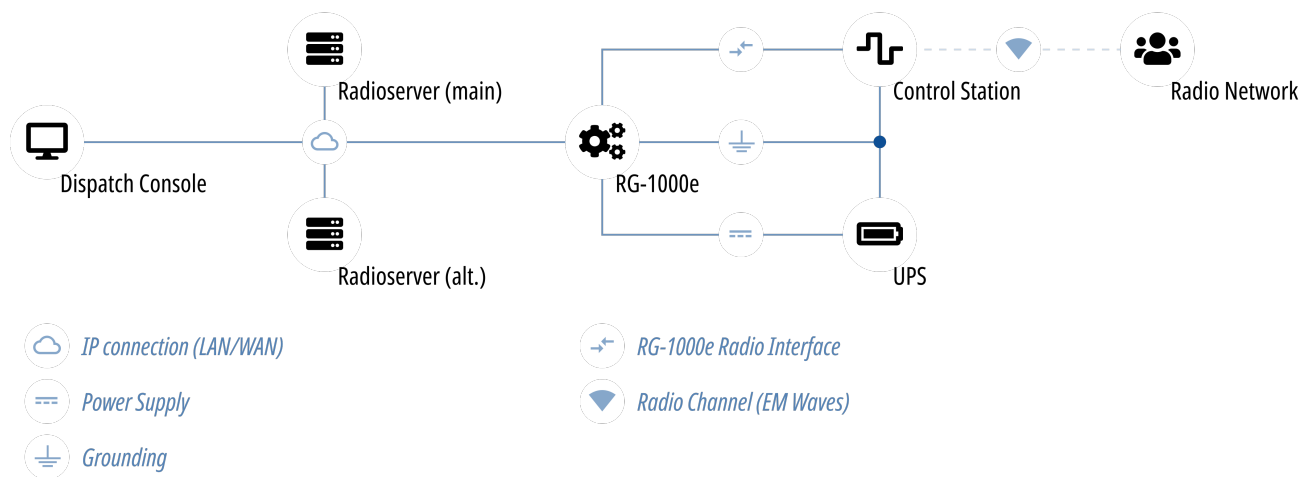 Radioserver (main)
Control Station
Radio Network
Dispatch Console
RG-1000e
Radioserver (alt.)
UPS
IP connection (LAN/WAN)
RG-1000e Radio Interface
Power Supply
Radio Channel (EM Waves)
Grounding